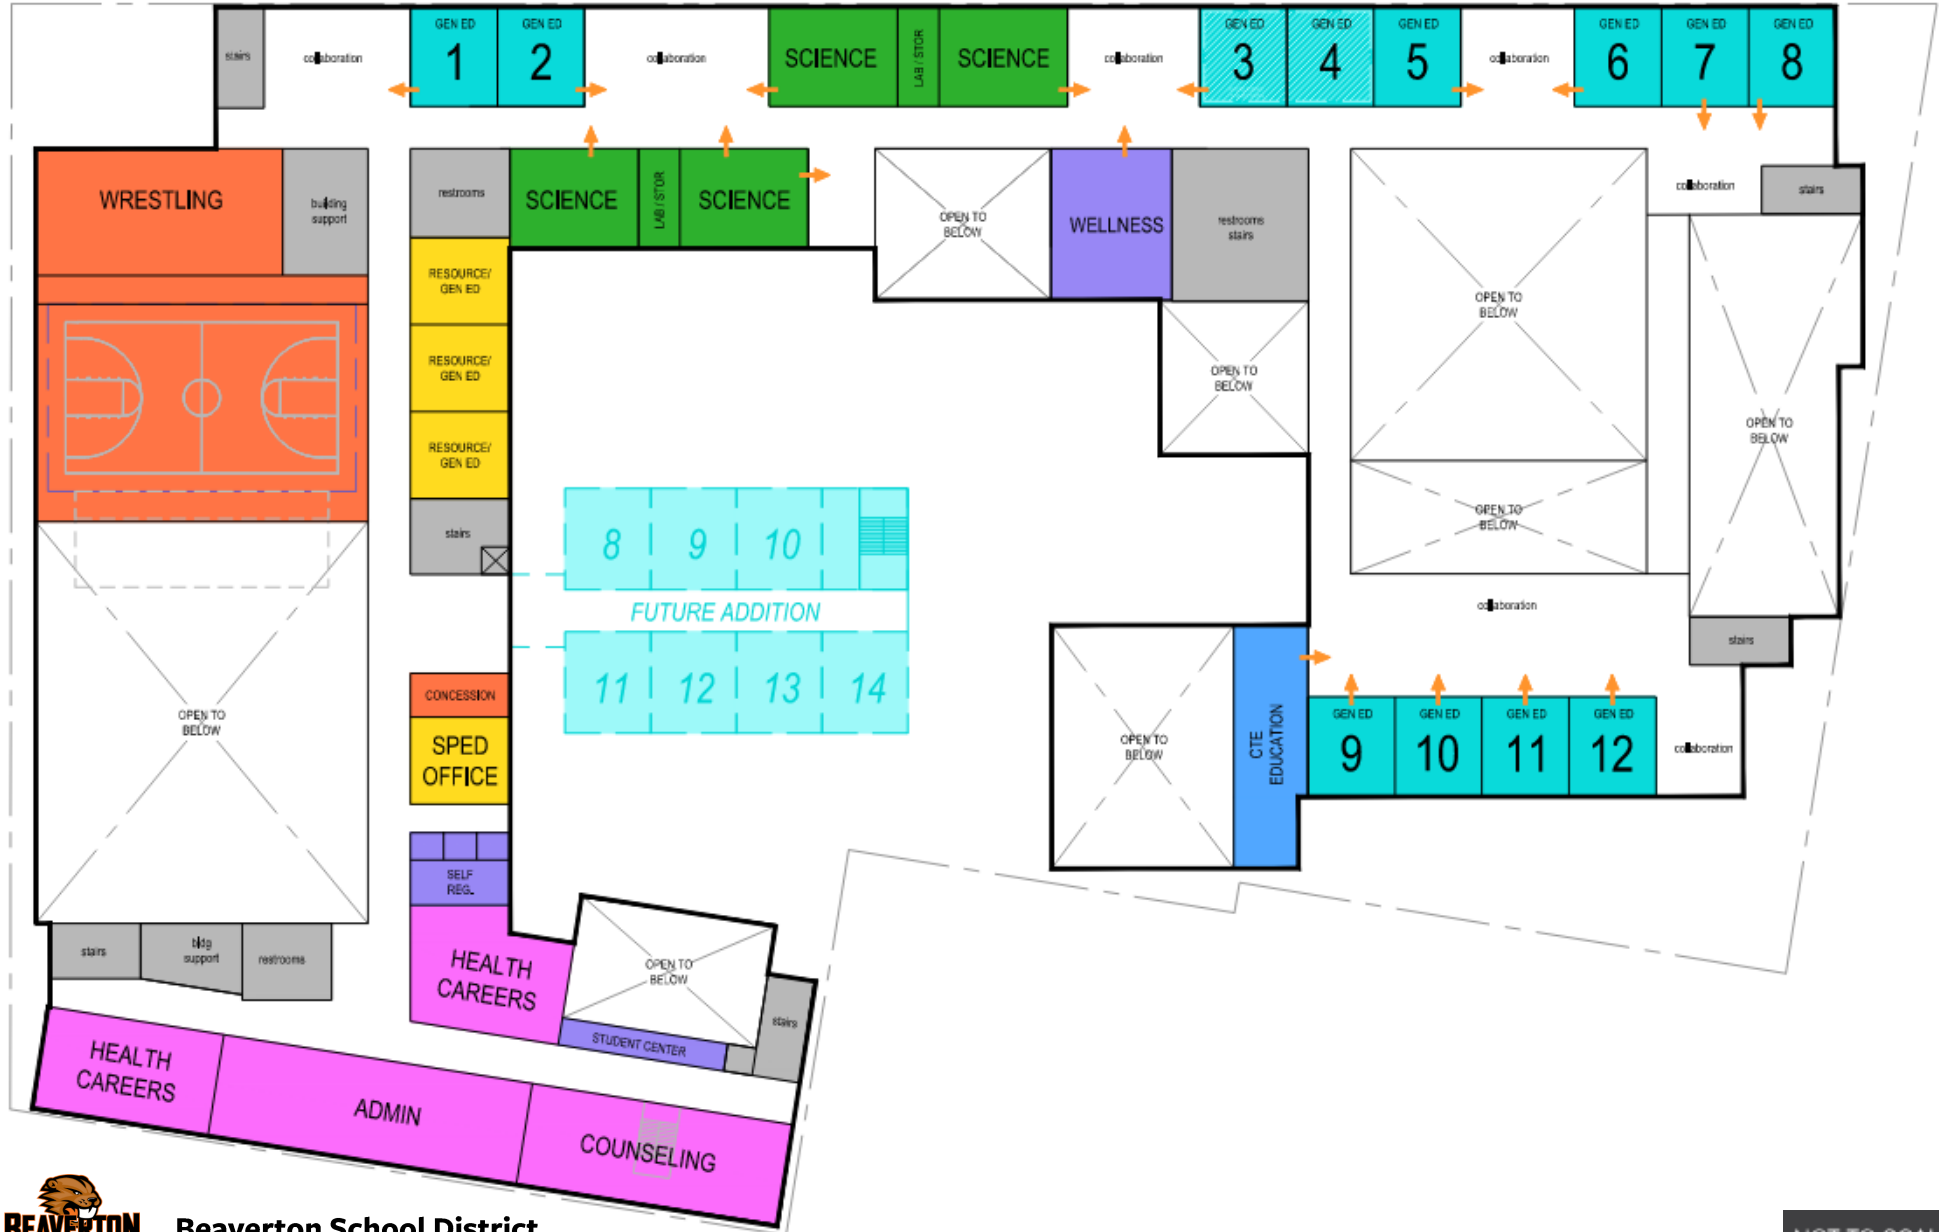 stairs
collaboration
GEN ED
1
GEN ED
2
collaboration
SCIENCE
LAB / STOR
SCIENCE
collaboration
GEN ED
3
GEN ED
4
GEN ED
5
collaboration
GEN ED
6
GEN ED
7
GEN ED
8
WRESTLING
building
support
restrooms
SCIENCE
LAB / STOR
SCIENCE
OPEN TO
BELOW
WELLNESS
restrooms
stairs
collaboration
stairs
RESOURCE/
GEN ED
RESOURCE/
GEN ED
RESOURCE/
GEN ED
stairs
OPEN TO
BELOW
OPEN TO
BELOW
OPEN TO
BELOW
OPEN TO
BELOW
8
9
10
FUTURE ADDITION
11
12
13
14
collaboration
stairs
OPEN TO
BELOW
CONCESSION
SPED
OFFICE
OPEN TO
BELOW
CTE
EDUCATION
GEN ED
9
GEN ED
10
GEN ED
11
GEN ED
12
collaboration
SELF
REG.
stairs
bldg
support
restrooms
HEALTH
CAREERS
OPEN TO
BELOW
stairs
STUDENT CENTER
HEALTH
CAREERS
ADMIN
COUNSELING
BEAVERTON
Beaverton School District